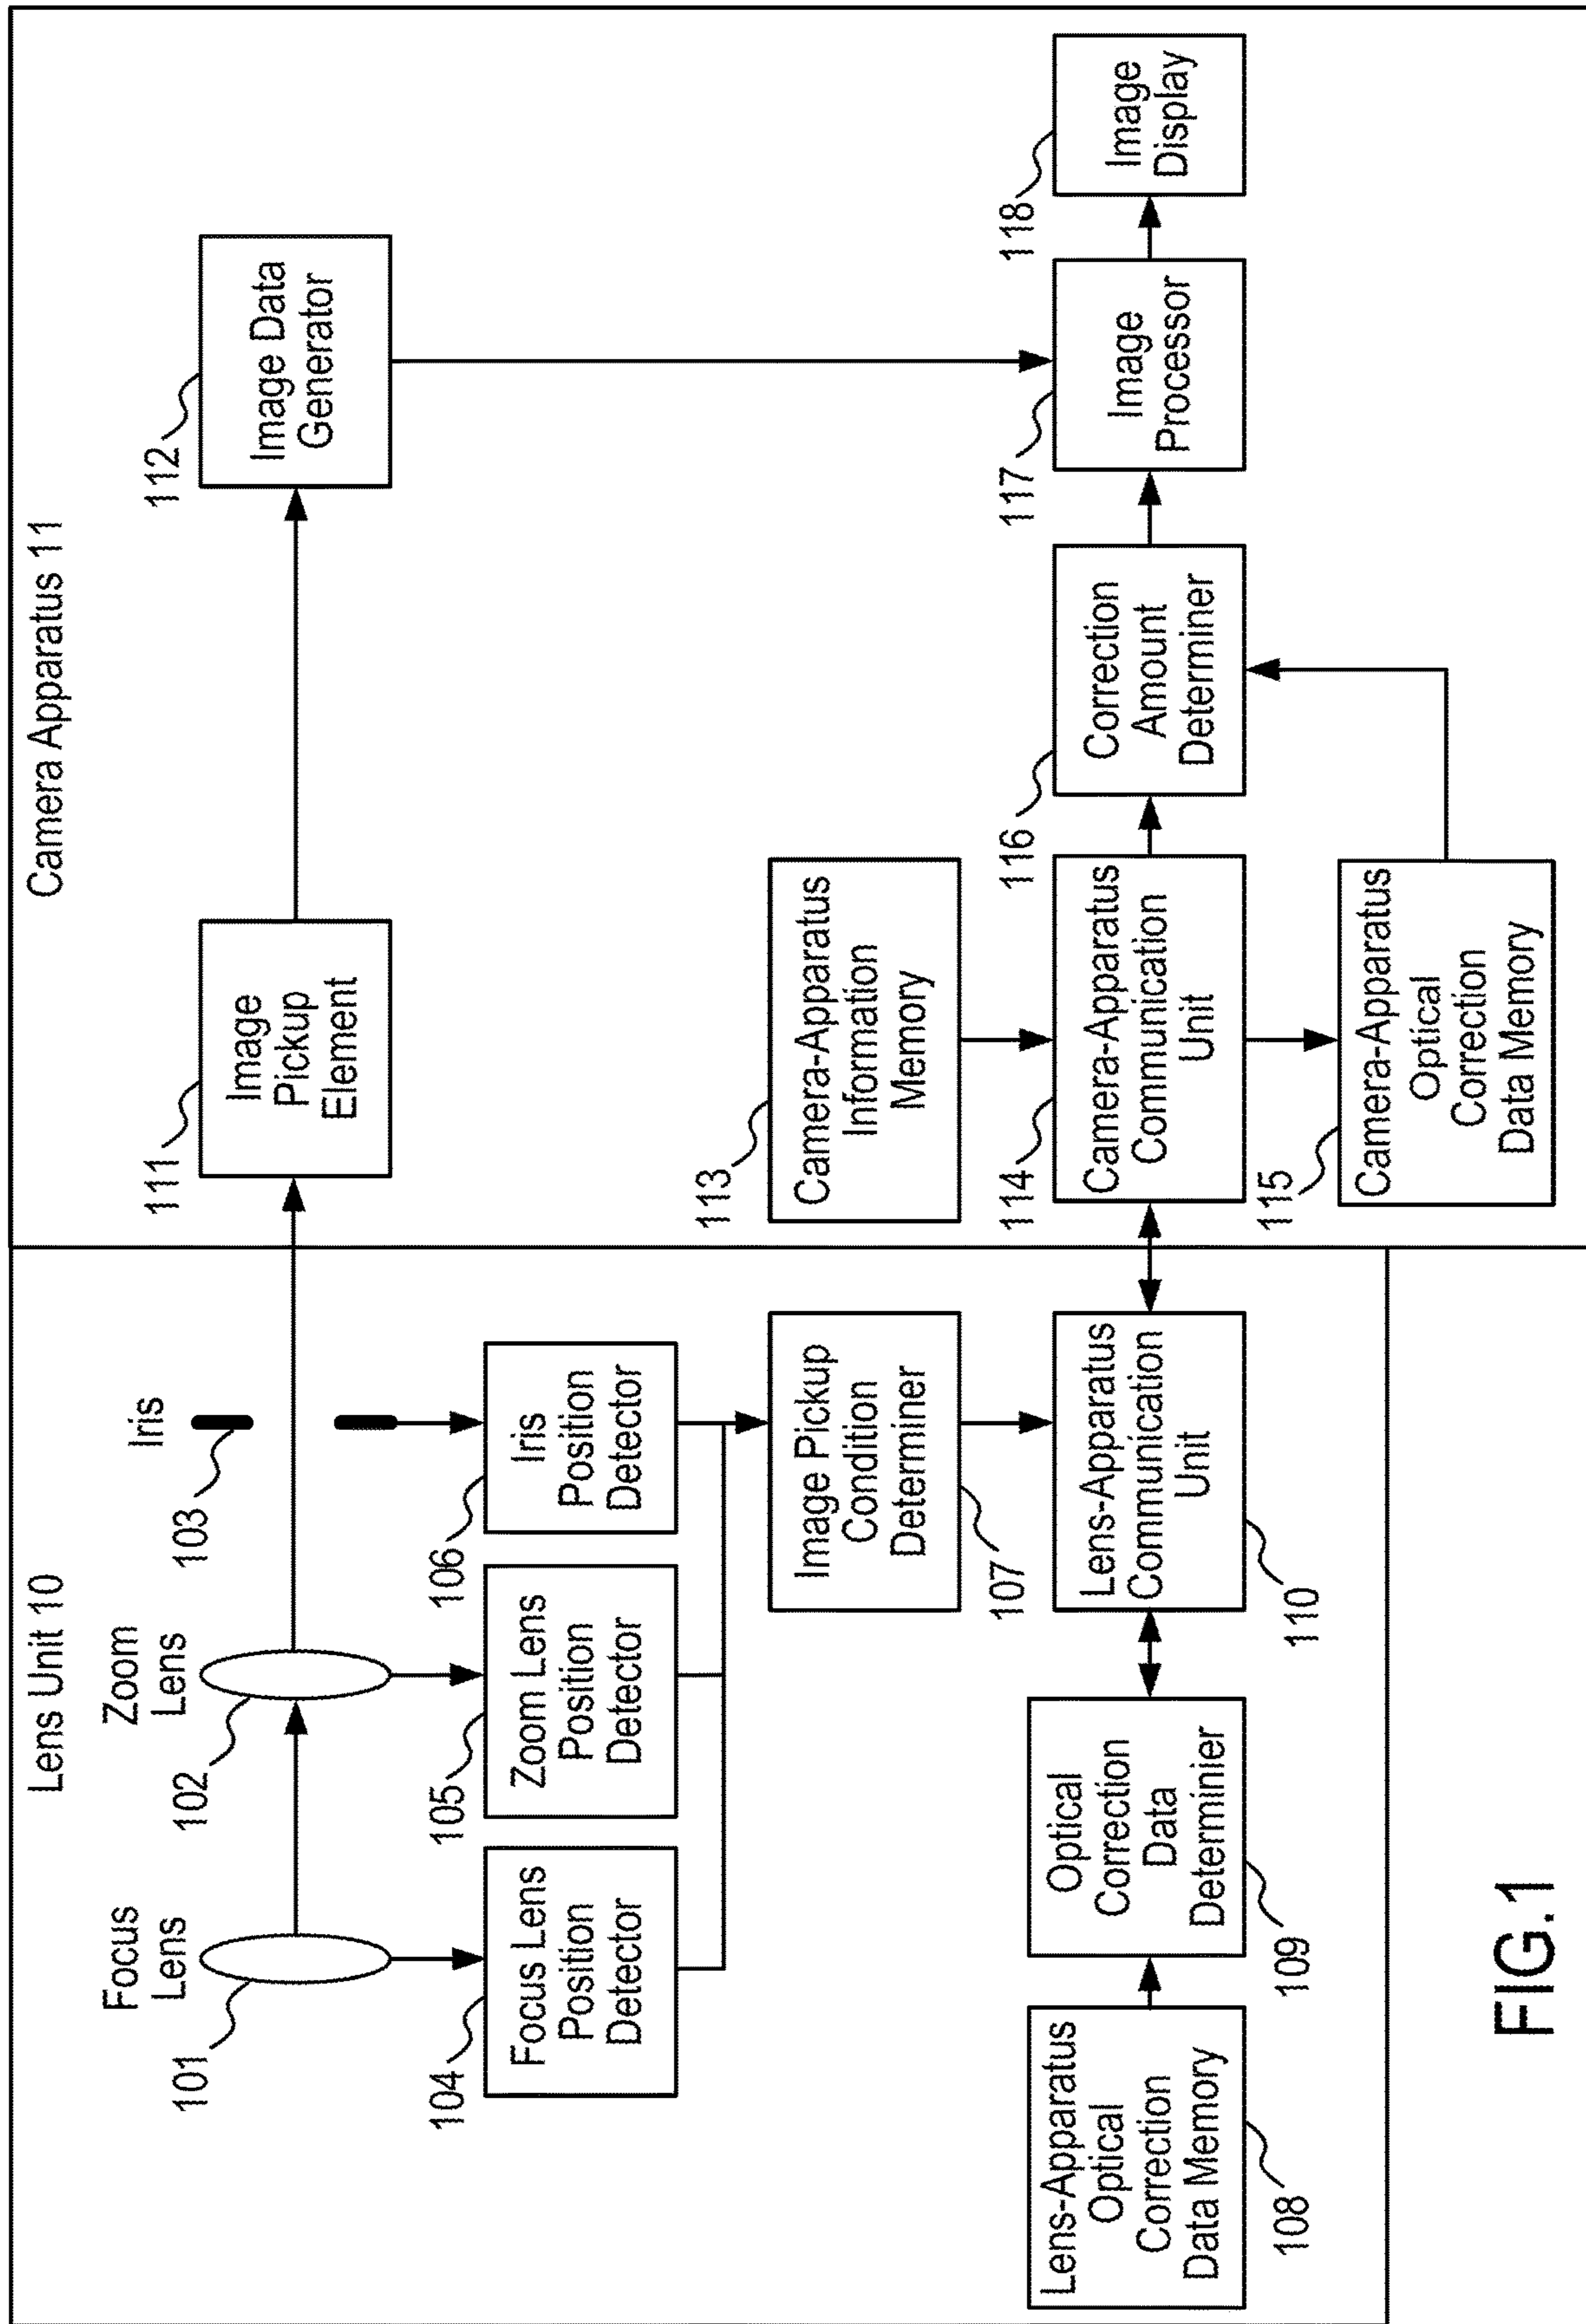 Lens Unit 10
Camera Apparatus 11
Focus
Lens
101
Zoom
Lens
102
Iris
103
104
Focus Lens
Position
Detector
105
Zoom Lens
Position
Detector
106
Iris
Position
Detector
Image Pickup
Condition
Determiner
107
Lens-Apparatus
Optical
Correction
Data Memory
108
Optical
Correction
Data
Determinier
109
Lens-Apparatus
Communication
Unit
110
111
Image
Pickup
Element
112
Image Data
Generator
113
Camera-Apparatus
Information
Memory
114
Camera-Apparatus
Communication
Unit
115
Camera-Apparatus
Optical
Correction
Data Memory
116
Correction
Amount
Determiner
117
Image
Processor
118
Image
Display
FIG.1